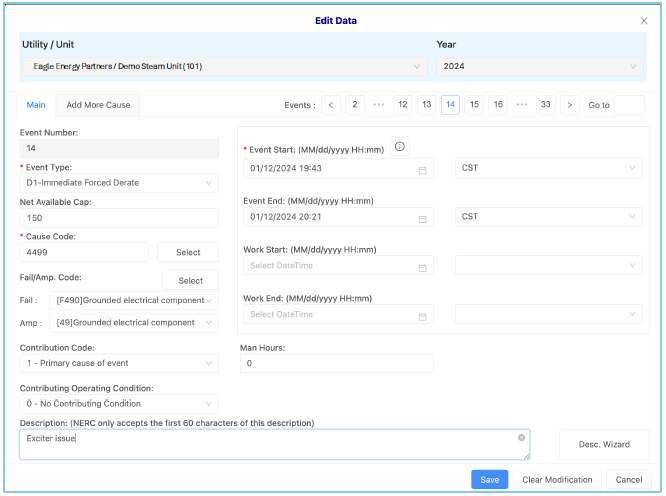 Edit Data
Utility / Unit
Year
Eagle Energy Partners / Demo Steam Unit (101)
2024
Main
Add More Cause
Events :
2
12
13
14
15
16
33
Go to
Event Number:
14
* Event Type:
D1-Immediate Forced Derate
Net Available Cap:
150
* Cause Code:
4499
Select
Fail/Amp. Code:
Select
Fail :
[F490]Grounded electrical component
Amp :
[49]Grounded electrical component
* Event Start: (MM/dd/yyyy HH:mm)
01/12/2024 19:43
CST
Event End: (MM/dd/yyyy HH:mm)
01/12/2024 20:21
CST
Work Start: (MM/dd/yyyy HH:mm)
Select DateTime
Work End: (MM/dd/yyyy HH:mm)
Select DateTime
Contribution Code:
1 - Primary cause of event
Man Hours:
0
Contributing Operating Condition:
0 - No Contributing Condition
Description: (NERC only accepts the first 60 characters of this description)
Exciter issue
Desc. Wizard
Save
Clear Modification
Cancel